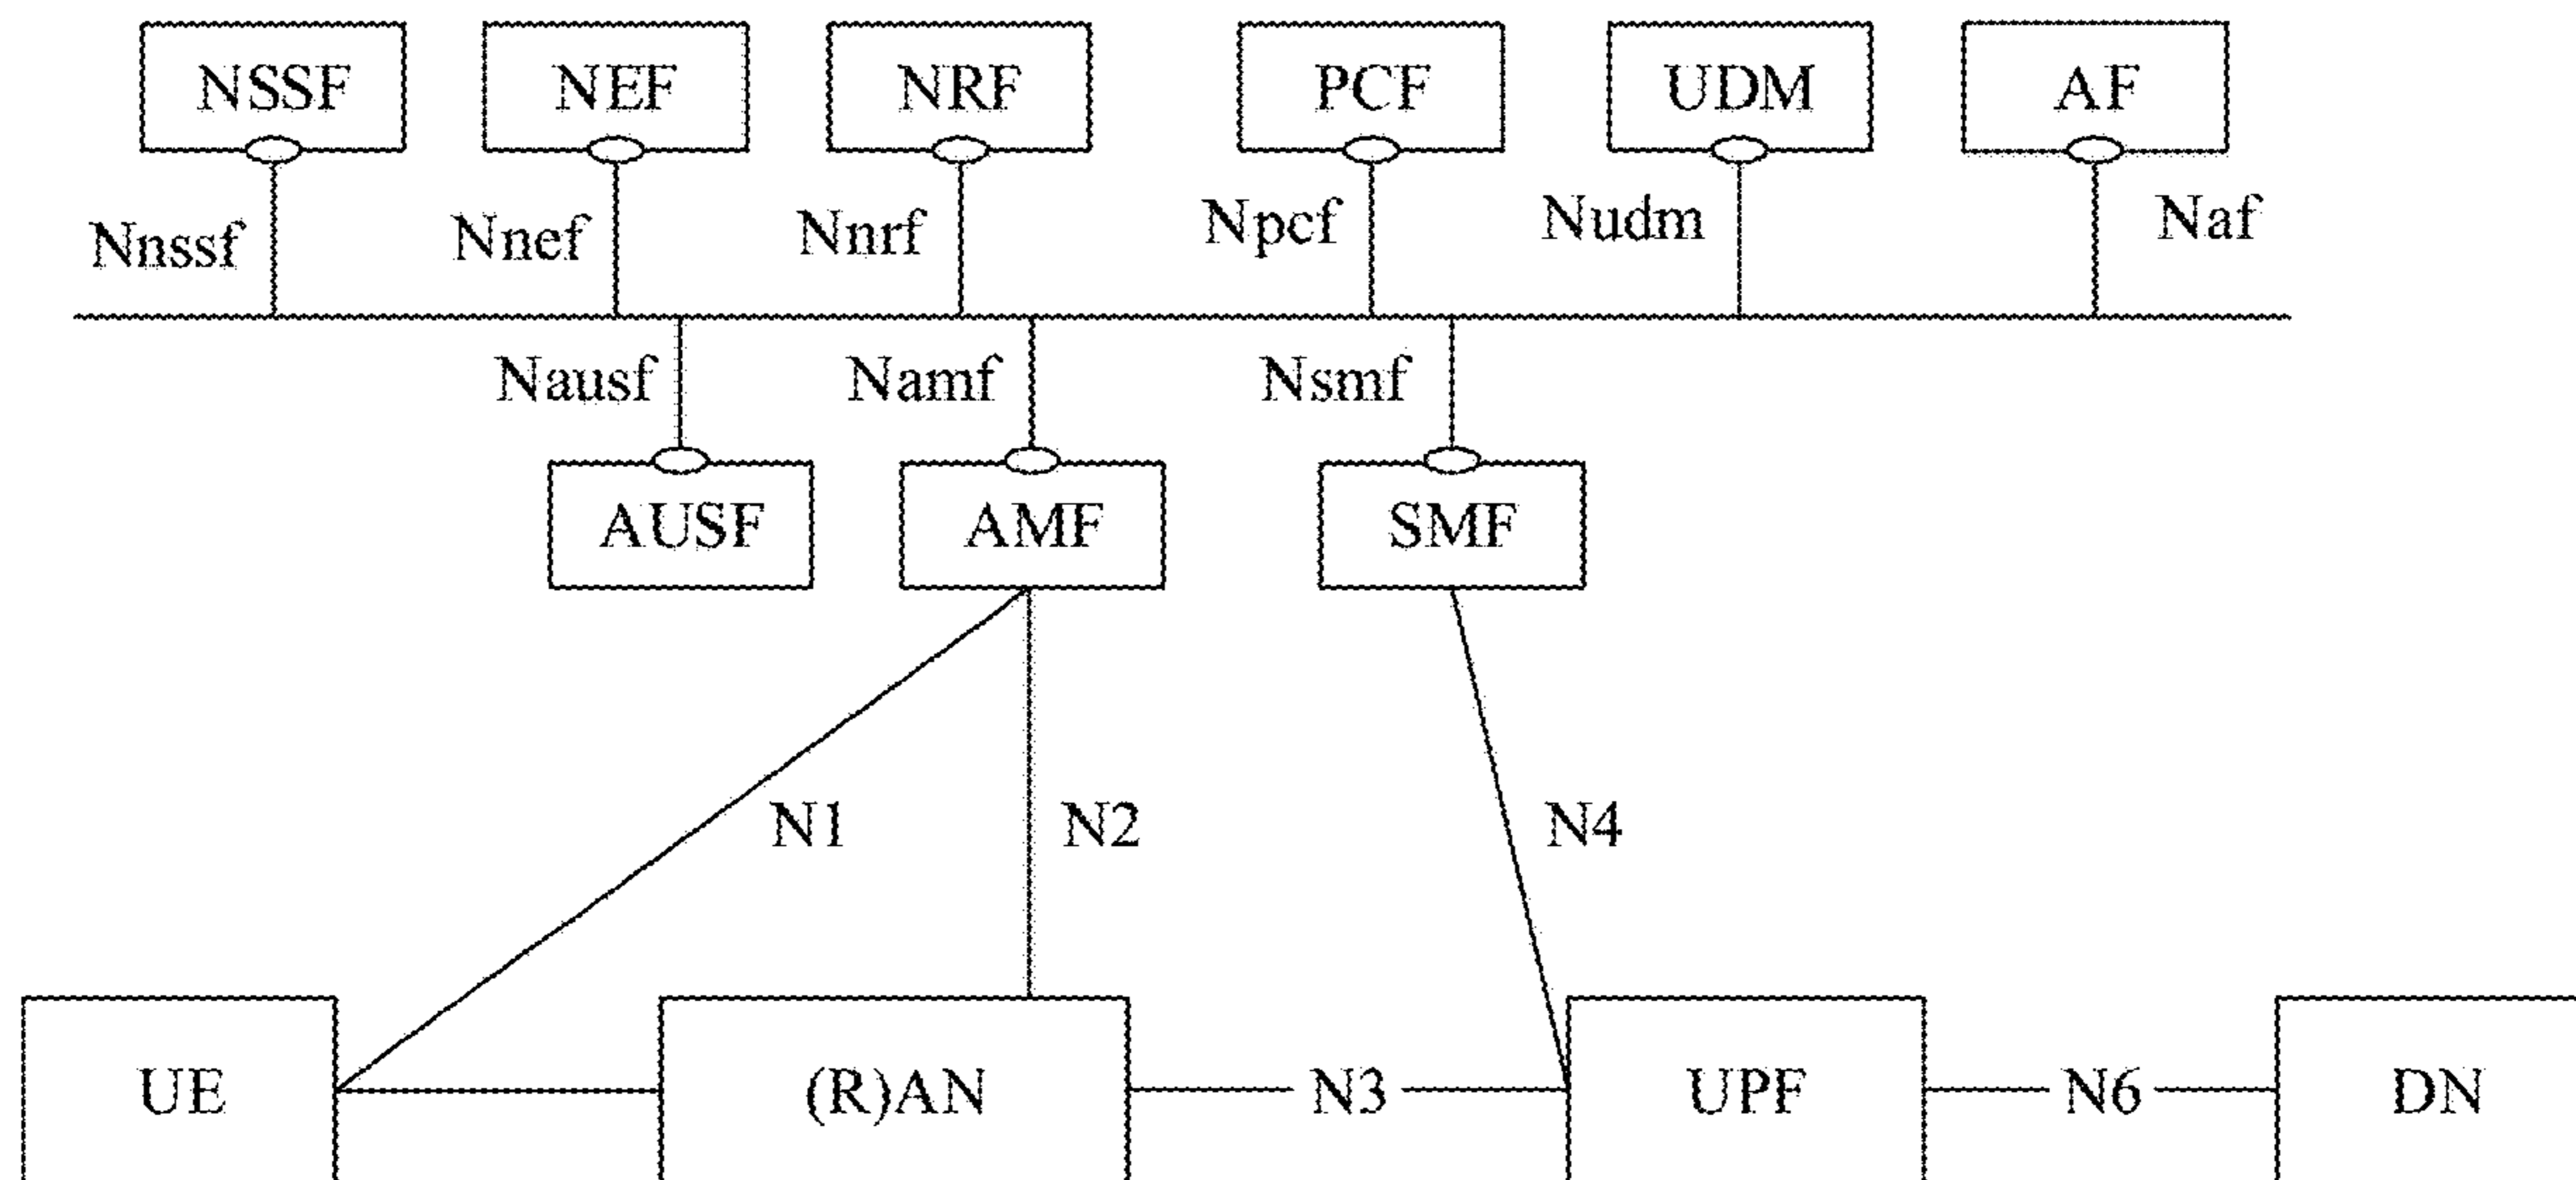 NSSF NEF NRF PCF UDM AF
Nnssf Nnef Nnrf Npcf Nudm Naf
Nausf Namf Nsmf
AUSF AMF SMF
N1 N2 N4
UE (R)AN N3 UPF N6 DN